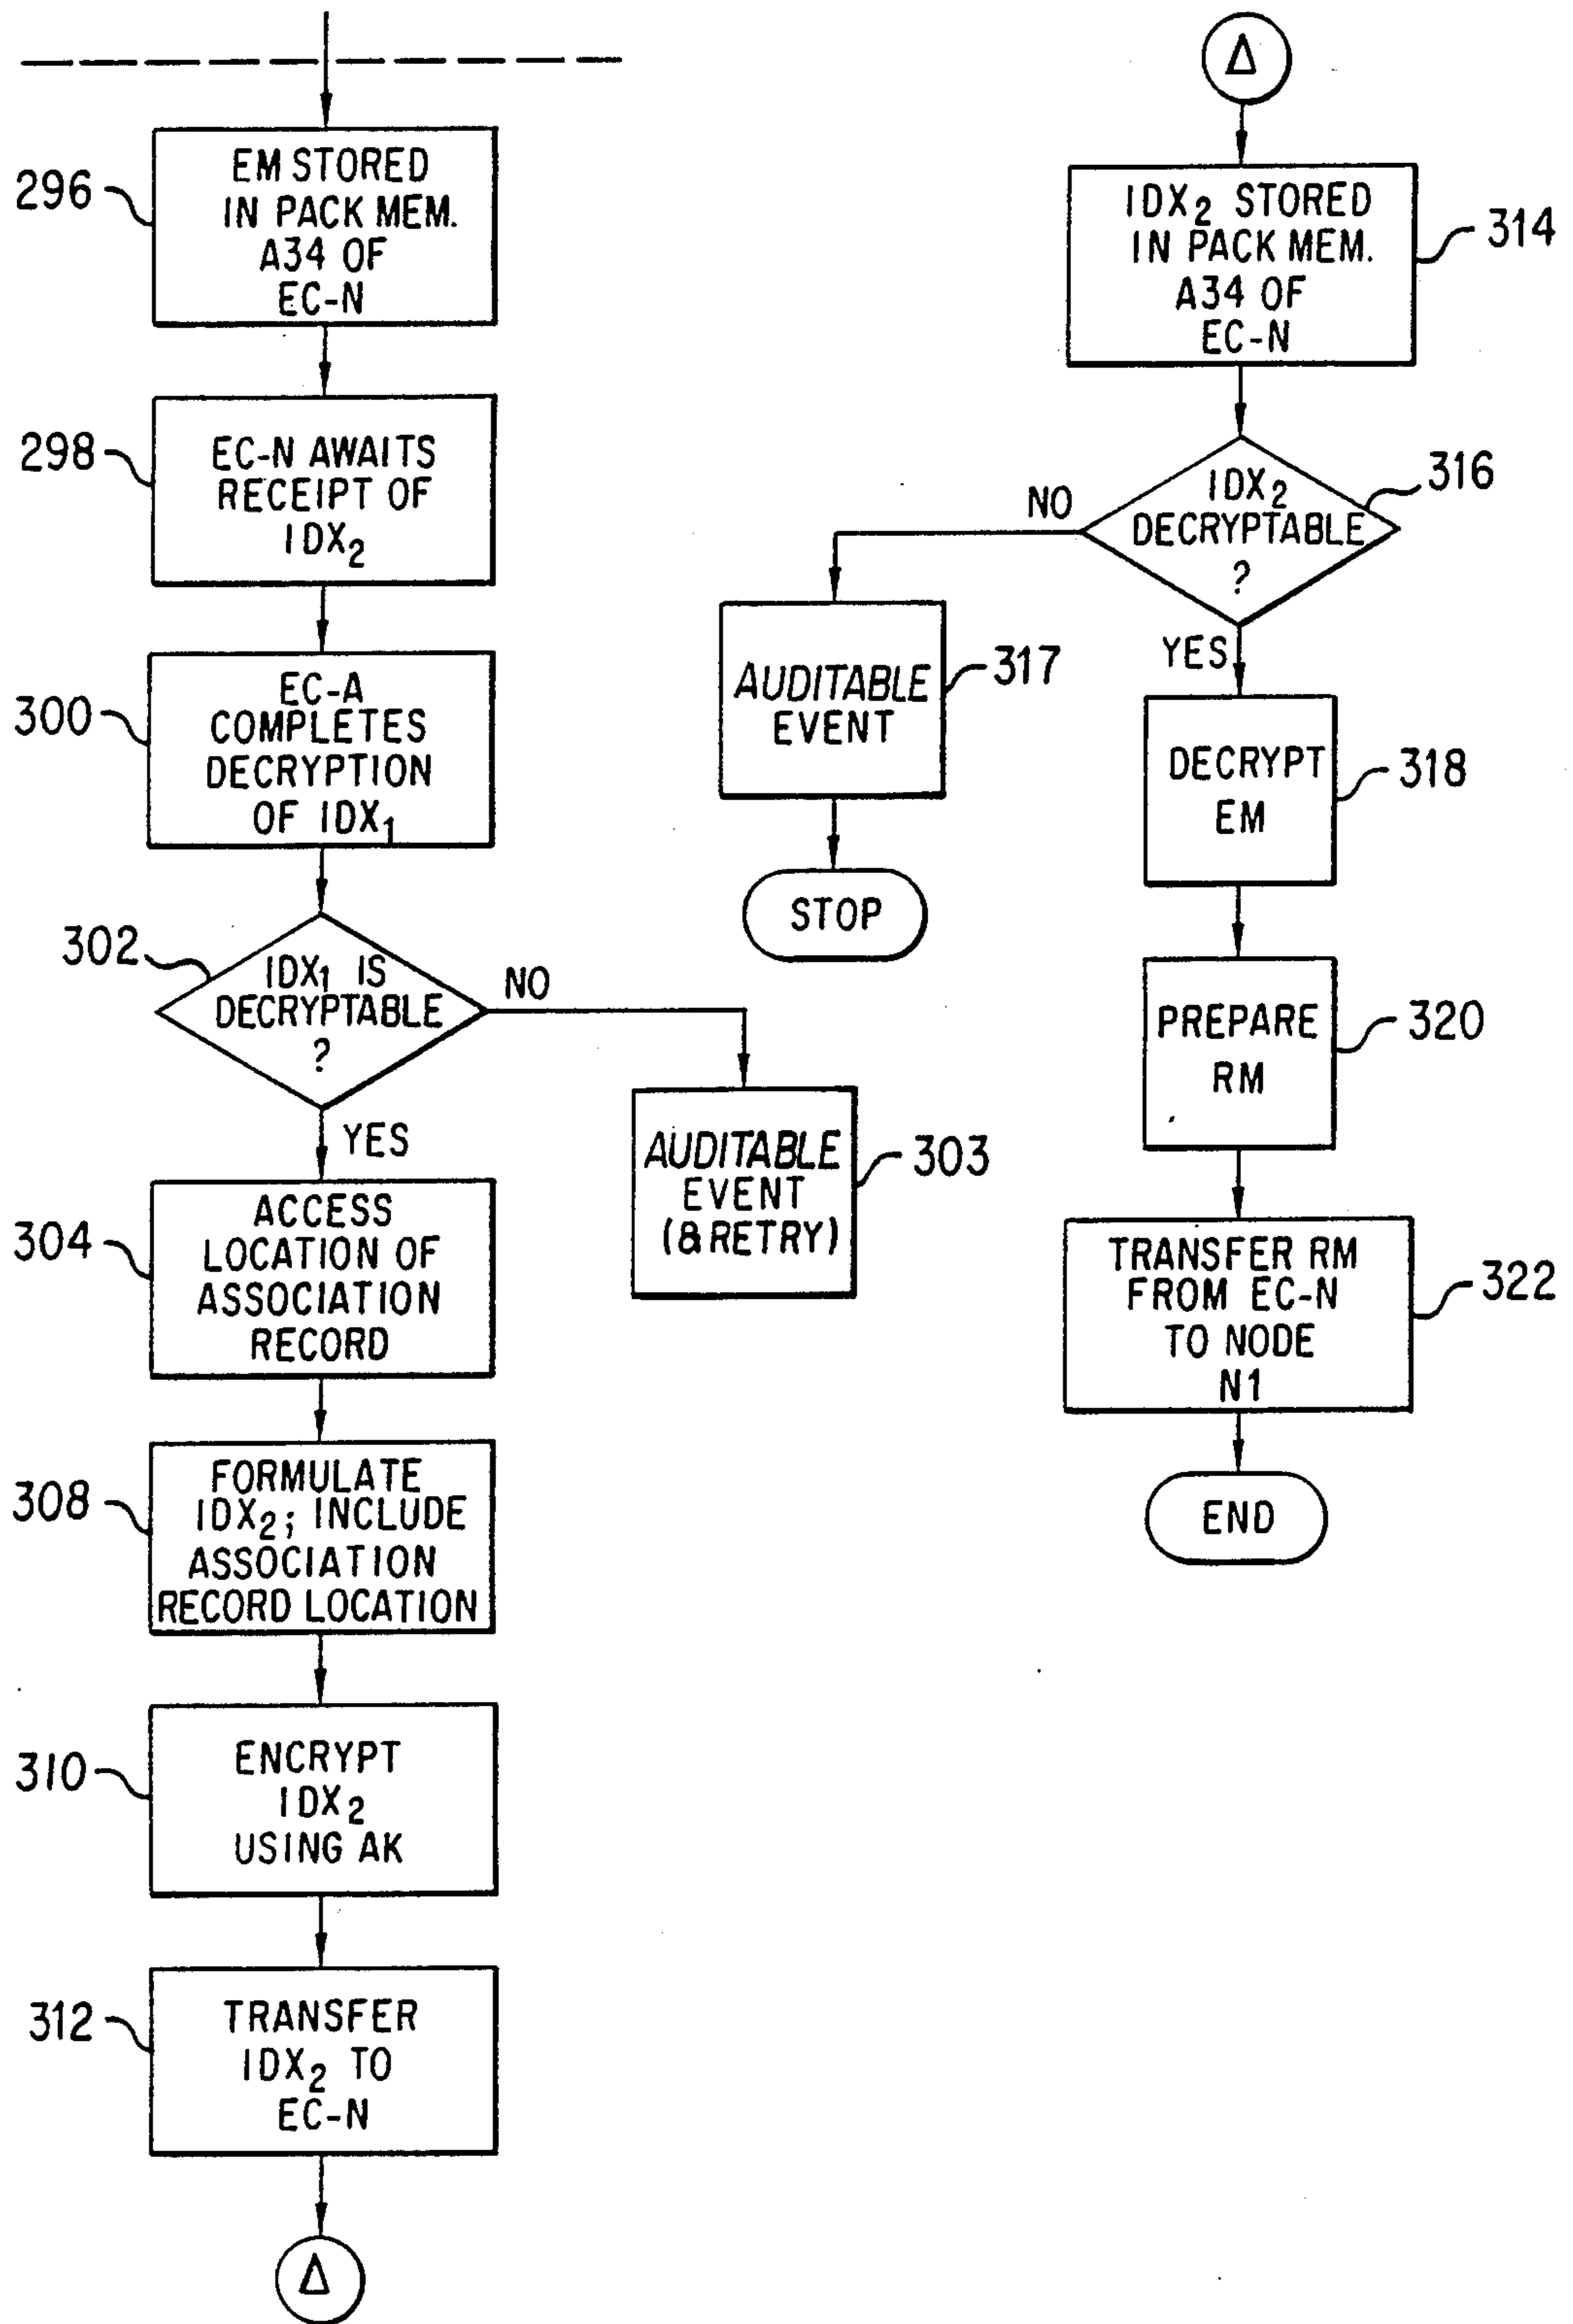 296
EM STORED
IN PACK MEM.
A34 OF
EC-N
298
EC-N AWAITS
RECEIPT OF
IDX₂
300
EC-A
COMPLETES
DECRYPTION
OF IDX₁
302
IDX₁ IS
DECRYPTABLE
?
NO
YES
AUDITABLE
EVENT
(& RETRY)
303
304
ACCESS
LOCATION OF
ASSOCIATION
RECORD
308
FORMULATE
IDX₂; INCLUDE
ASSOCIATION
RECORD LOCATION
310
ENCRYPT
IDX₂
USING AK
312
TRANSFER
IDX₂ TO
EC-N
Δ
Δ
IDX₂ STORED
IN PACK MEM.
A34 OF
EC-N
314
IDX₂
DECRYPTABLE
?
316
NO
YES
AUDITABLE
EVENT
317
STOP
DECRYPT
EM
318
PREPARE
RM
320
TRANSFER RM
FROM EC-N
TO NODE
N1
322
END